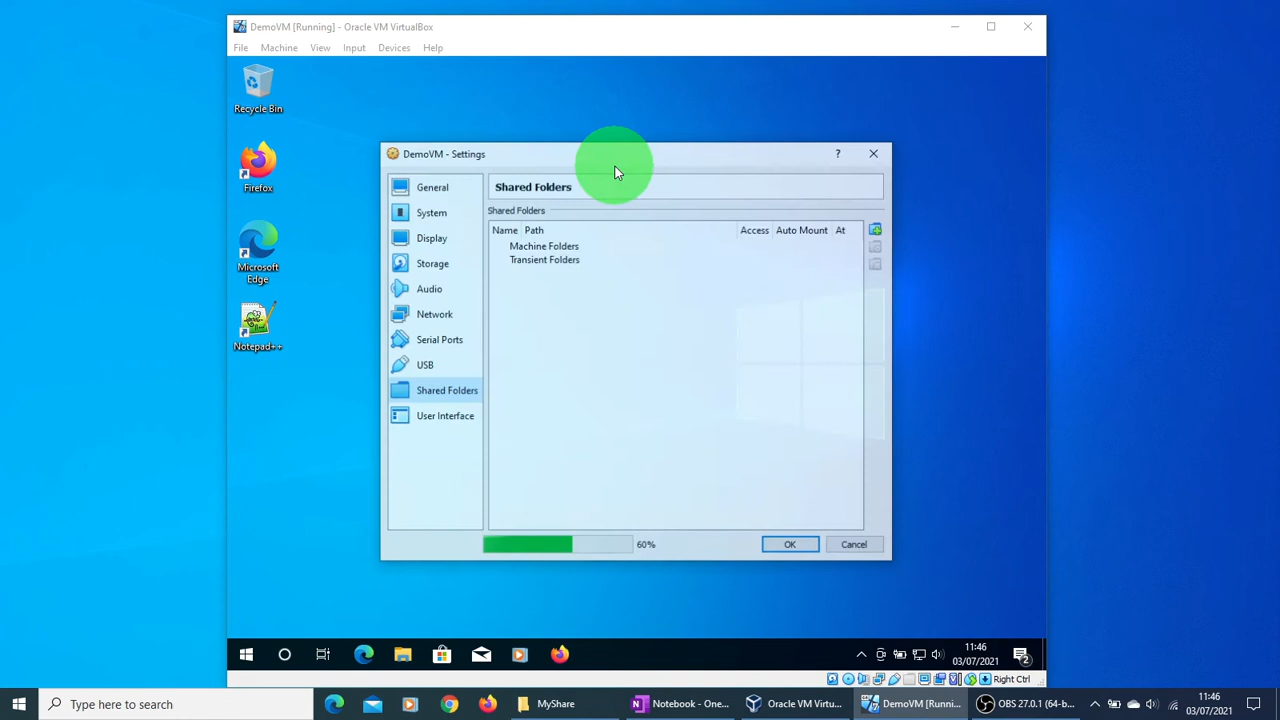 DemoVM [Running] - Oracle VM VirtualBox
File Machine View Input Devices Help
Recycle Bin
Firefox
Microsoft
Edge
Notepad++
DemoVM - Settings
?
General
System
Display
Storage
Audio
Network
Serial Ports
USB
Shared Folders
User Interface
Shared Folders
Shared Folders
Name Path Access Auto Mount At
Machine Folders
Transient Folders
60%
OK
Cancel
11:46
03/07/2021
2
Right Ctrl
Type here to search
MyShare
Notebook - One...
Oracle VM Virtu...
DemoVM [Runni...
OBS 27.0.1 (64-b...
11:46
03/07/2021